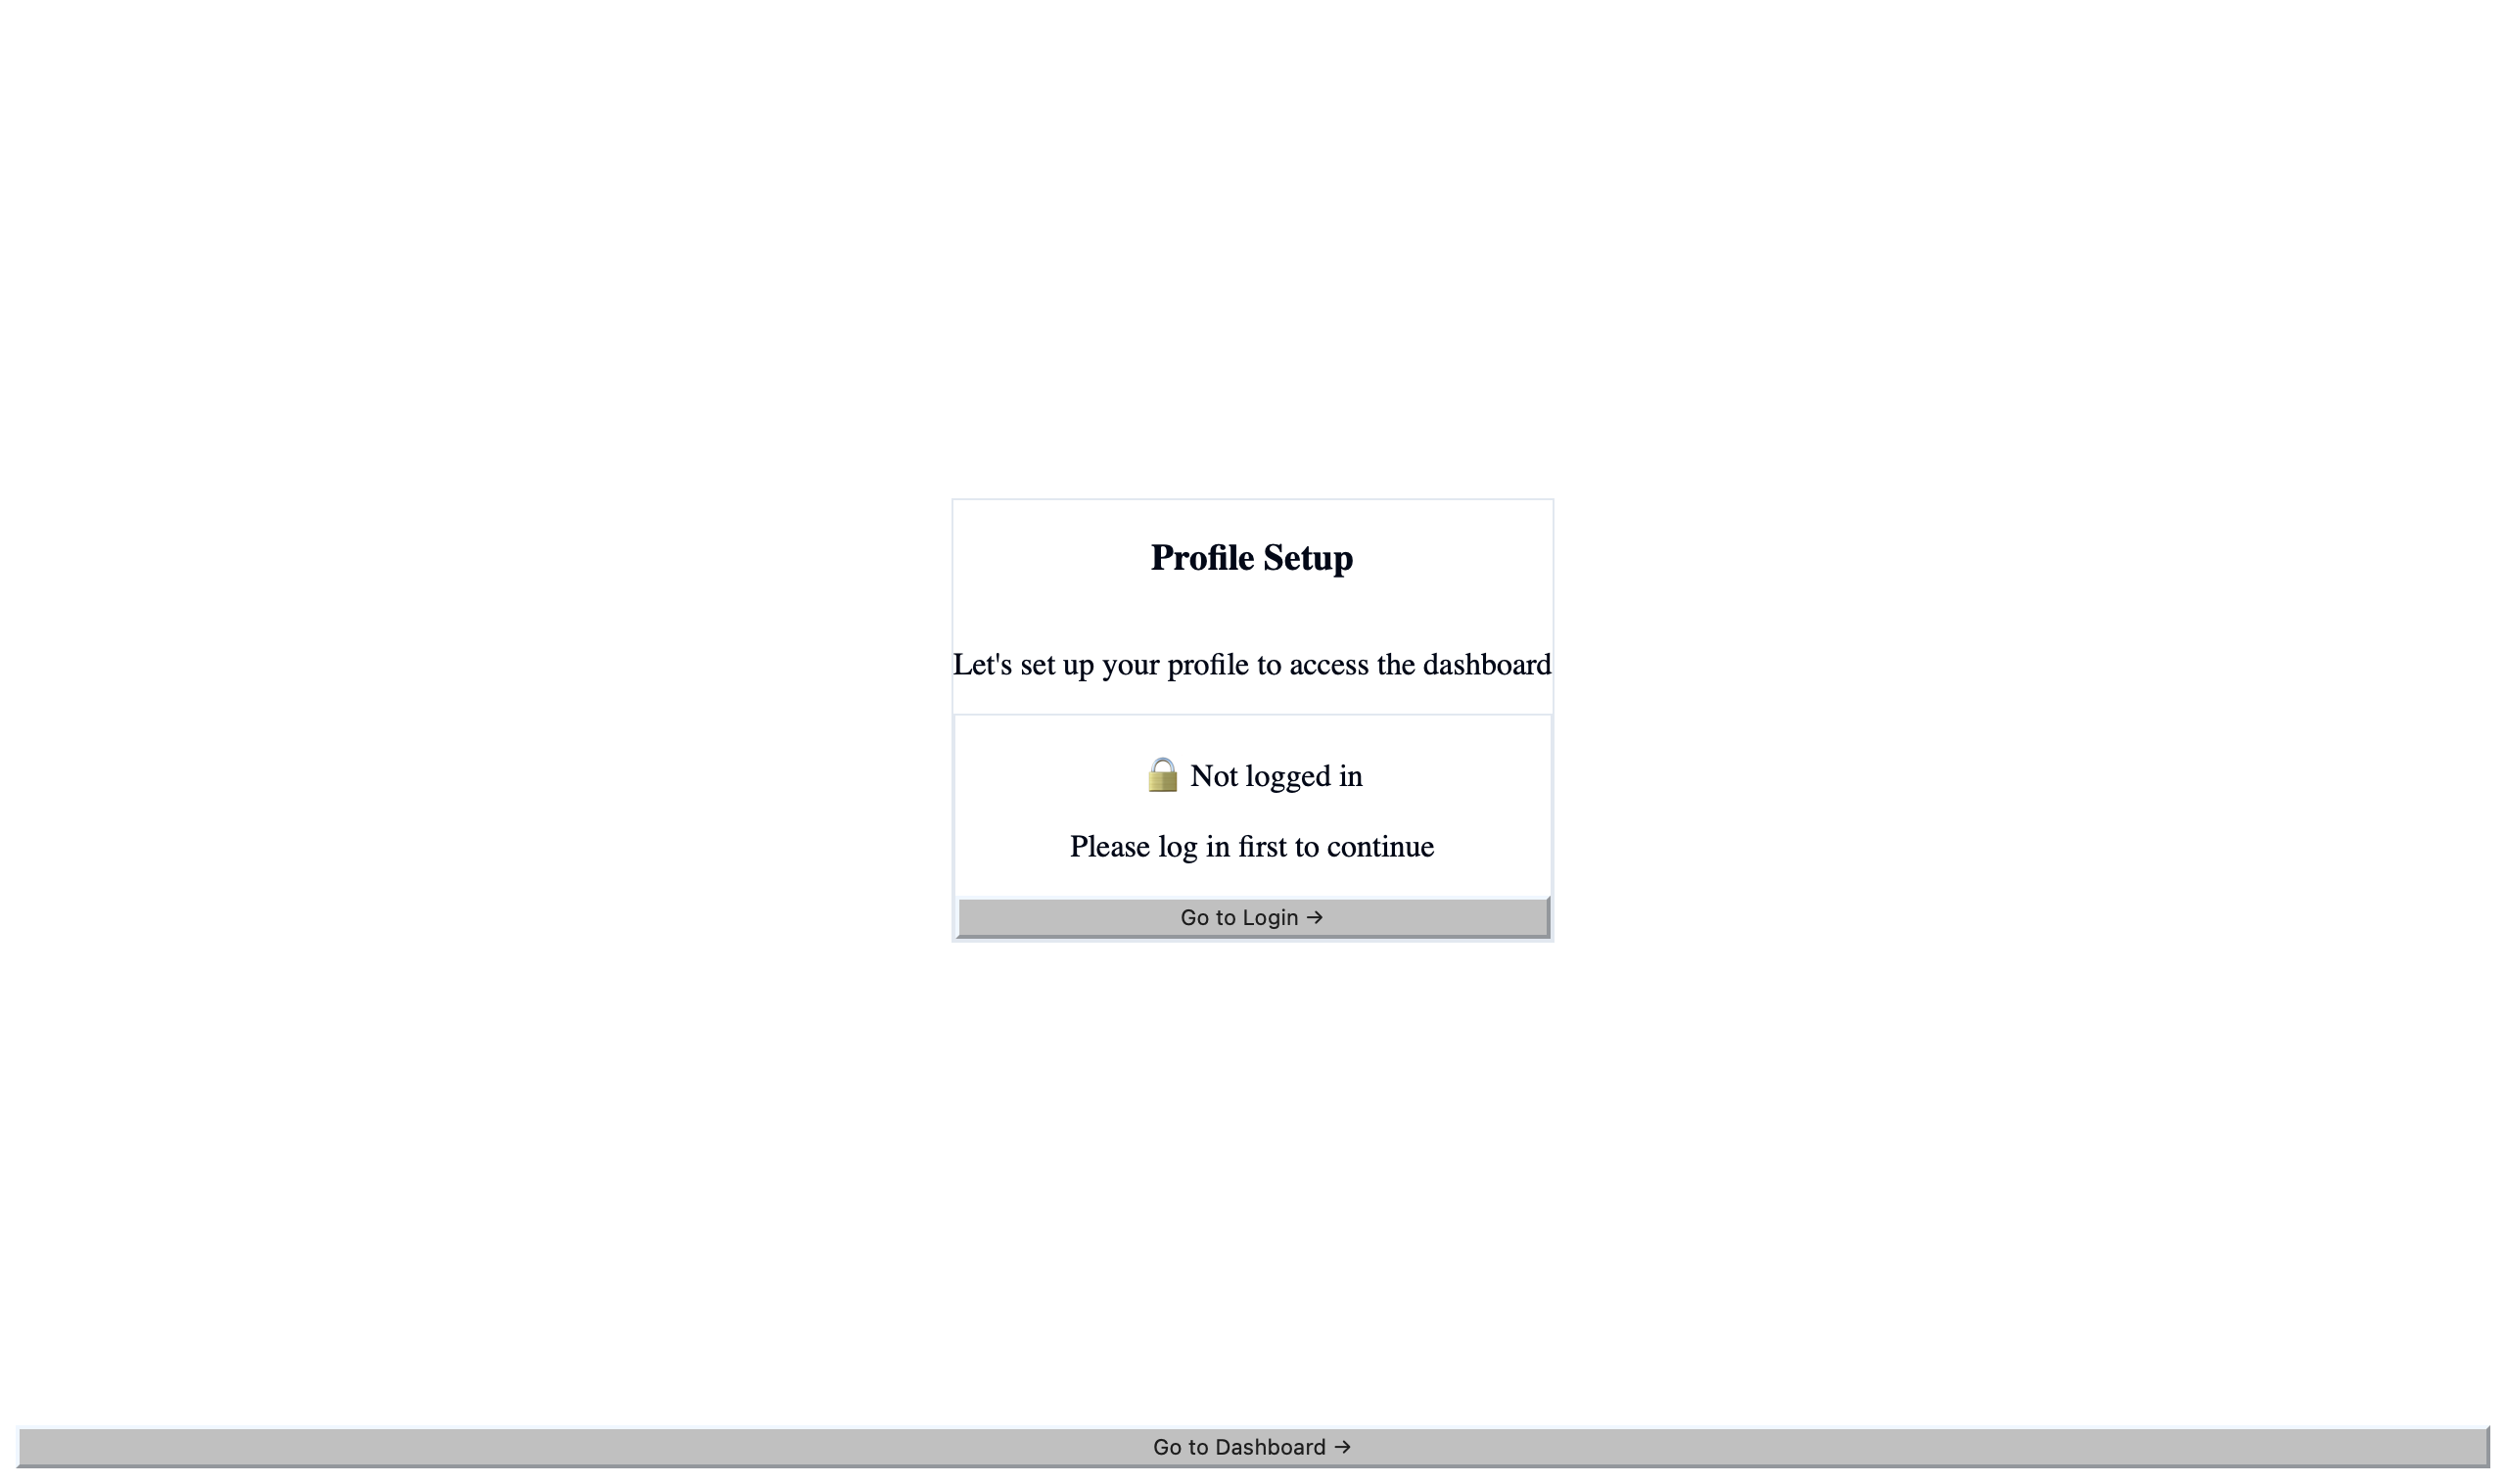 Profile Setup
Let's set up your profile to access the dashboard
🔒 Not logged in
Please log in first to continue
Go to Login →
Go to Dashboard →